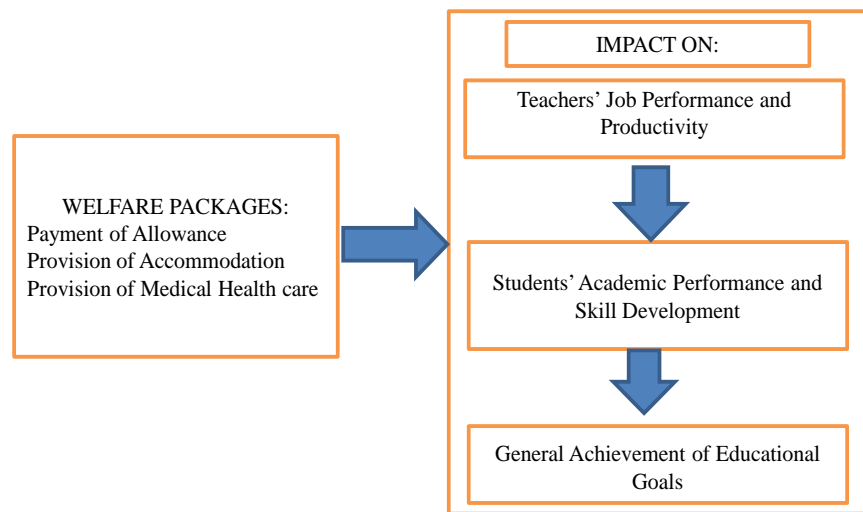 WELFARE PACKAGES:
Payment of Allowance
Provision of Accommodation
Provision of Medical Health care
IMPACT ON:
Teachers’ Job Performance and
Productivity
Students’ Academic Performance and
Skill Development
General Achievement of Educational
Goals